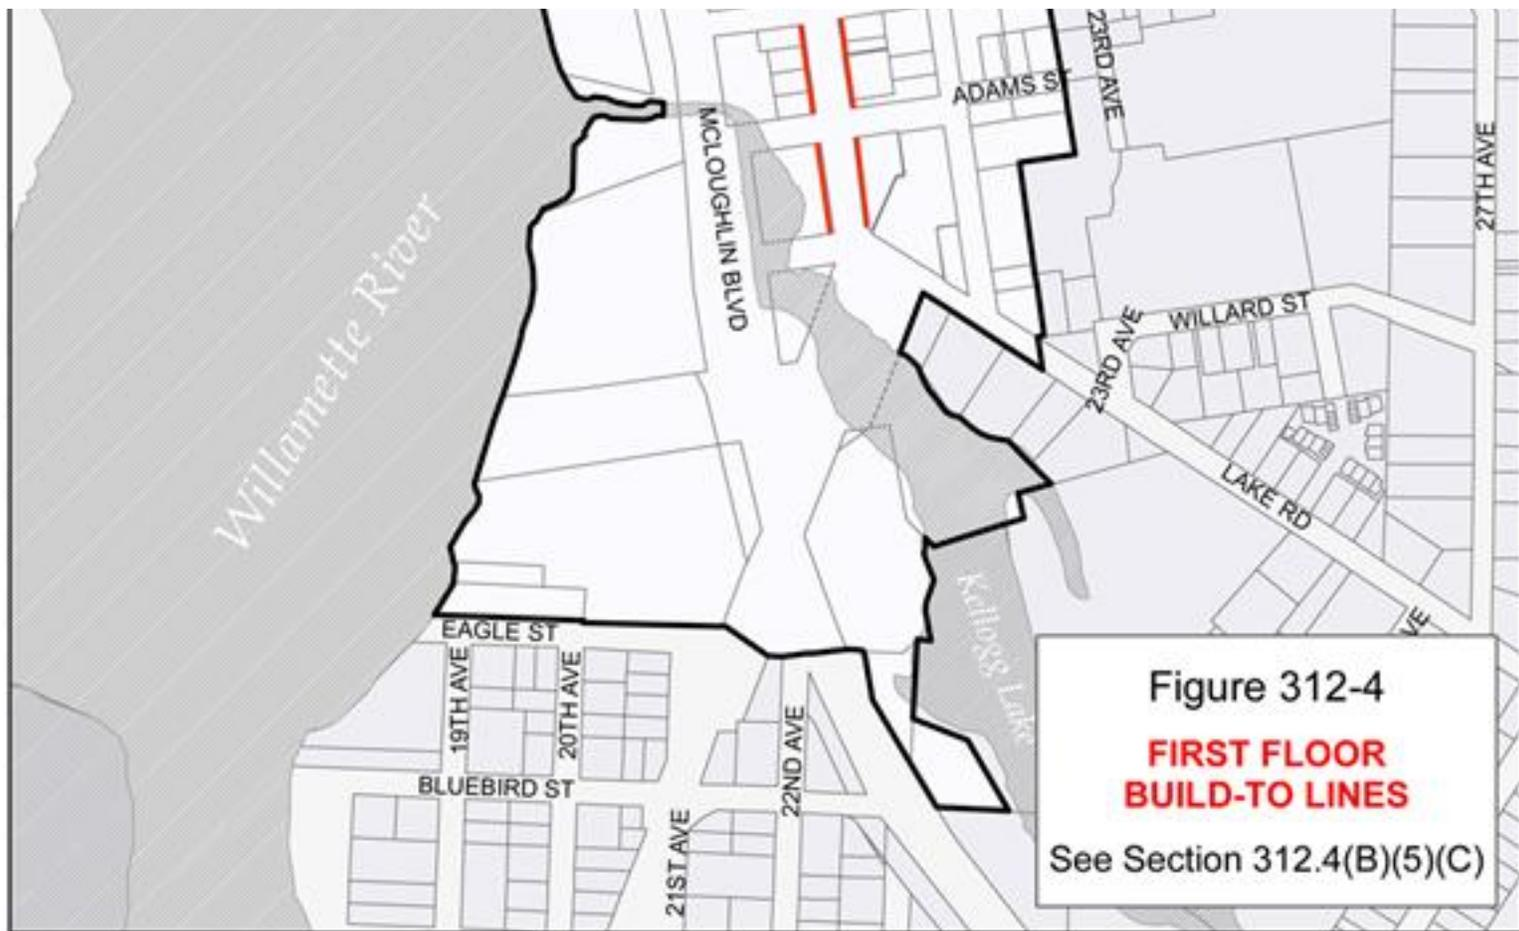 23RD AVE
ADAMS ST
MCLOUGHLIN BLVD
27TH AVE
Willamette River
WILLARD ST
23RD AVE
LAKE RD
Kellogg Lake
EAGLE ST
19TH AVE
20TH AVE
22ND AVE
BLUEBIRD ST
21ST AVE
VE
Figure 312-4
FIRST FLOOR
BUILD-TO LINES
See Section 312.4(B)(5)(C)